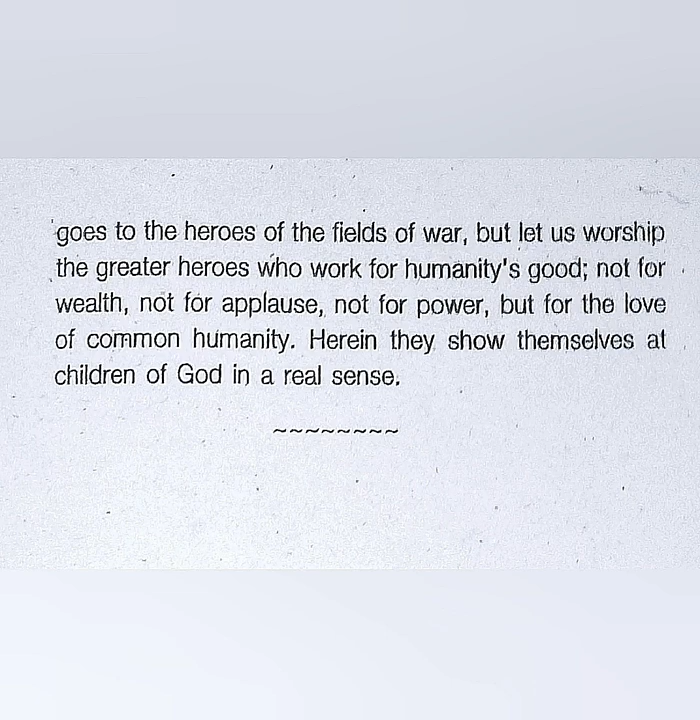 goes to the heroes of the fields of war, but let us worship
the greater heroes who work for humanity's good; not for
wealth, not for applause, not for power, but for the love
of common humanity. Herein they show themselves at
children of God in a real sense.
~~~~~~~~